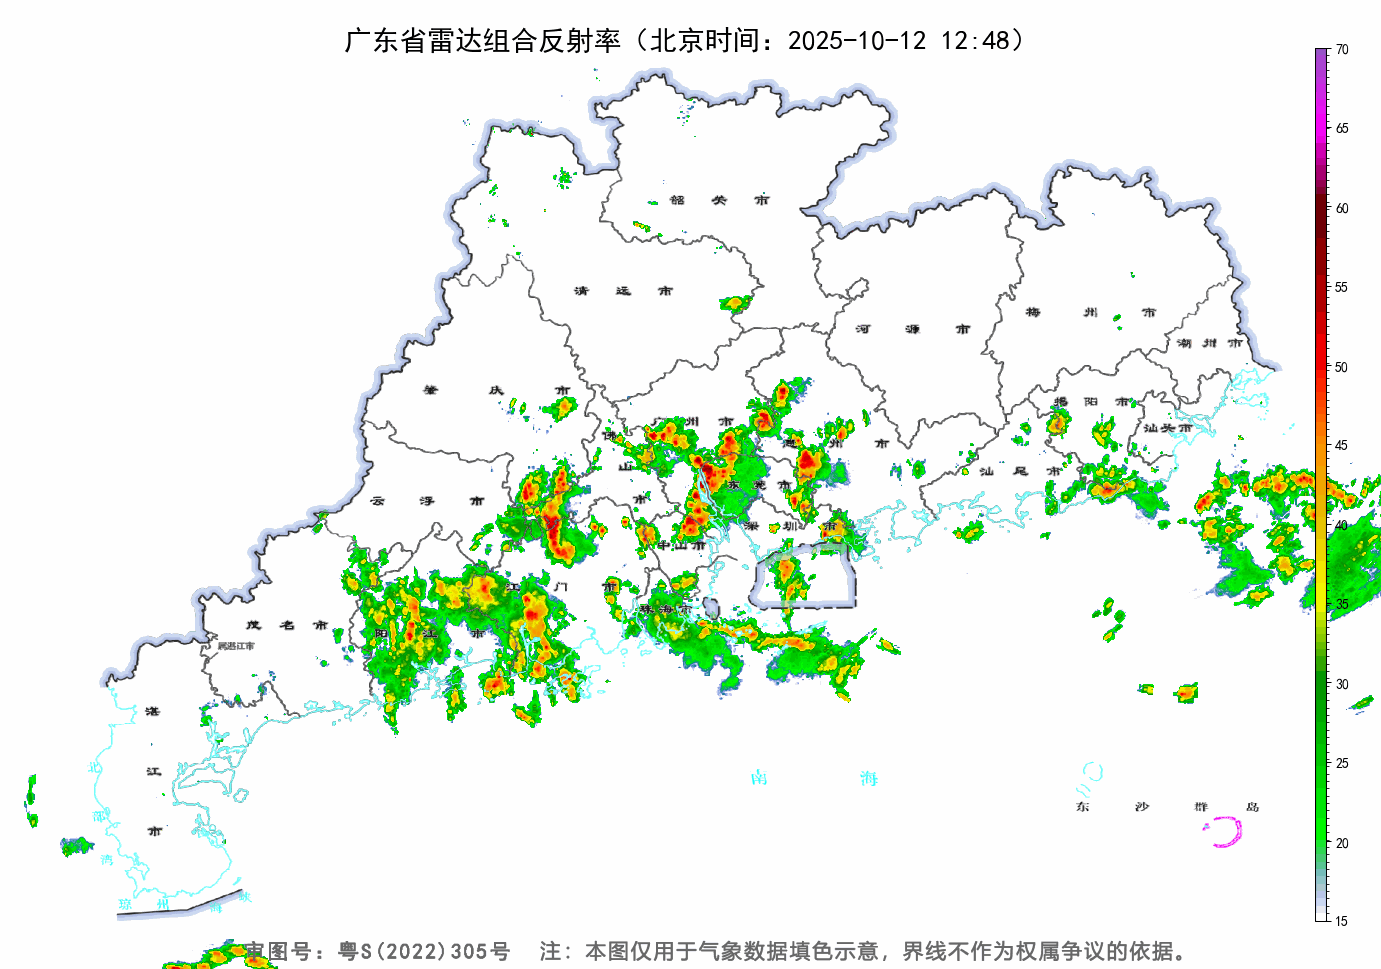 广东省雷达组合反射率（北京时间：2025-10-12 12:48）
70
65
60
55
50
45
40
35
30
25
20
15
韶关市
清远市
河源市
梅州市
潮州市
肇庆市
广州市
惠州市
揭阳市
汕头市
佛山市
东莞市
汕尾市
云浮市
深圳市
中山市
江门市
珠海市
茂名市
阳江市
属湛江市
湛江市
北部湾
南海
东沙群岛
琼州海峡
审图号：粤S(2022)305号 注：本图仅用于气象数据填色示意，界线不作为权属争议的依据。